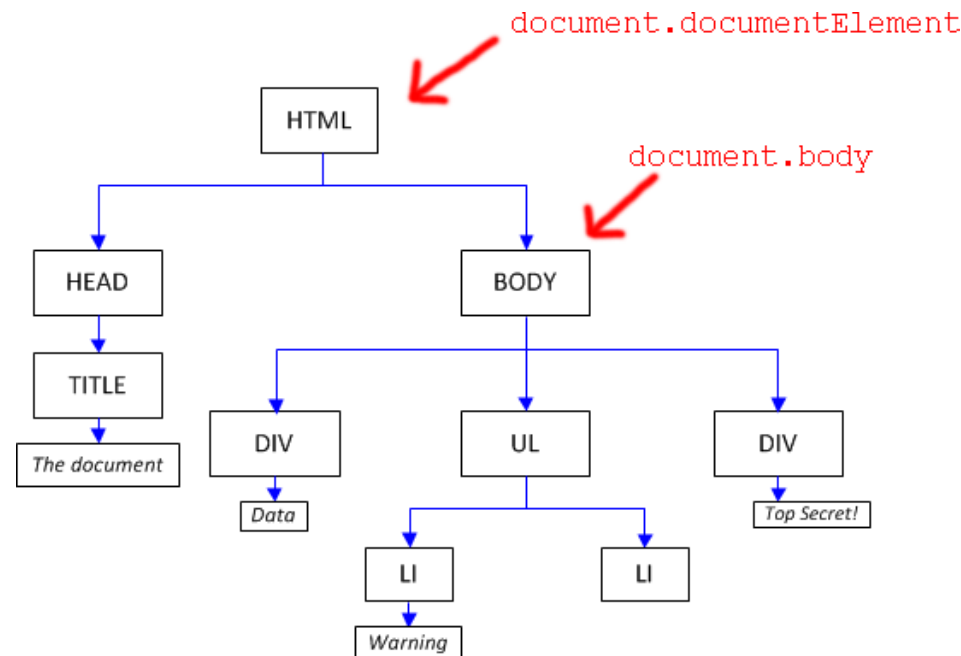 document.documentElement
HTML
document.body
HEAD
BODY
TITLE
DIV
UL
DIV
The document
Data
Top Secret!
LI
LI
Warning